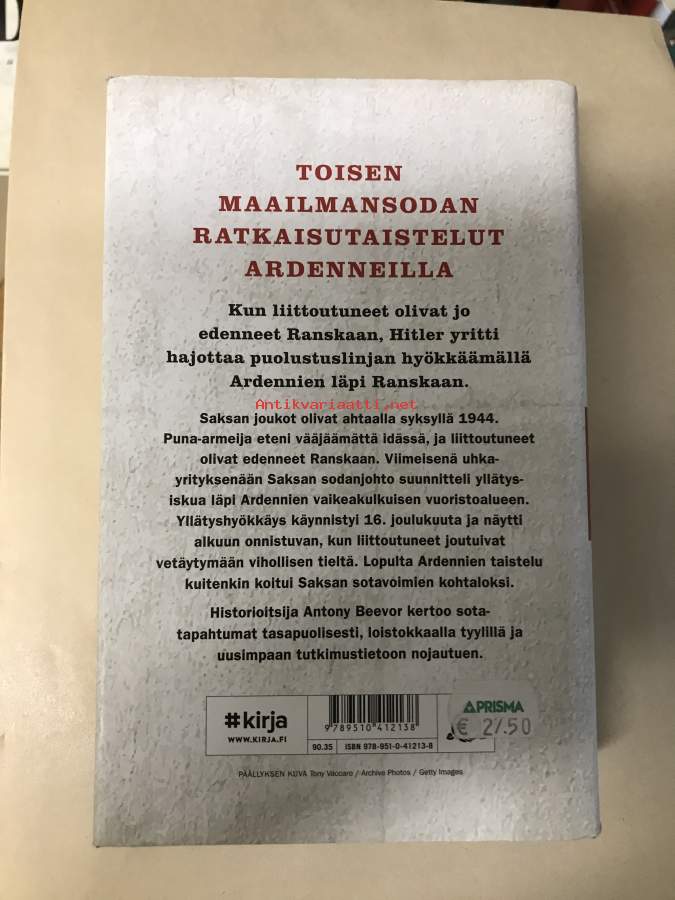 TOISEN
MAAILMANSODAN
RATKAISUTAISTELUT
ARDENNEILLA
Kun liittoutuneet olivat jo
edenneet Ranskaan, Hitler yritti
hajottaa puolustuslinjan hyökkäämällä
Ardennien läpi Ranskaan.
Antikvariaatti.net
Saksan joukot olivat ahtaalla syksyllä 1944.
Puna-armeija eteni vääjäämättä idässä, ja liittoutuneet
olivat edenneet Ranskaan. Viimeisenä uhka-
yrityksenään Saksan sodanjohto suunnitteli yllätys-
iskua läpi Ardennien vaikeakulkuisen vuoristoalueen.
Yllätyshyökkäys käynnistyi 16. joulukuuta ja näytti
alkuun onnistuvan, kun liittoutuneet joutuivat
vetäytymään vihollisen tieltä. Lopulta Ardennien taistelu
kuitenkin koitui Saksan sotavoimien kohtaloksi.
Historioitsija Antony Beevor kertoo sota-
tapahtumat tasapuolisesti, loistokkaalla tyylillä ja
uusimpaan tutkimustietoon nojautuen.
#kirja
WWW.KIRJA.FI
9789510412138
PRISMA
€ 27.50
90.35
ISBN 978-951-0-41213-8
PÄÄLLYKSEN KUVA Tony Vaccaro / Archive Photos / Getty Images